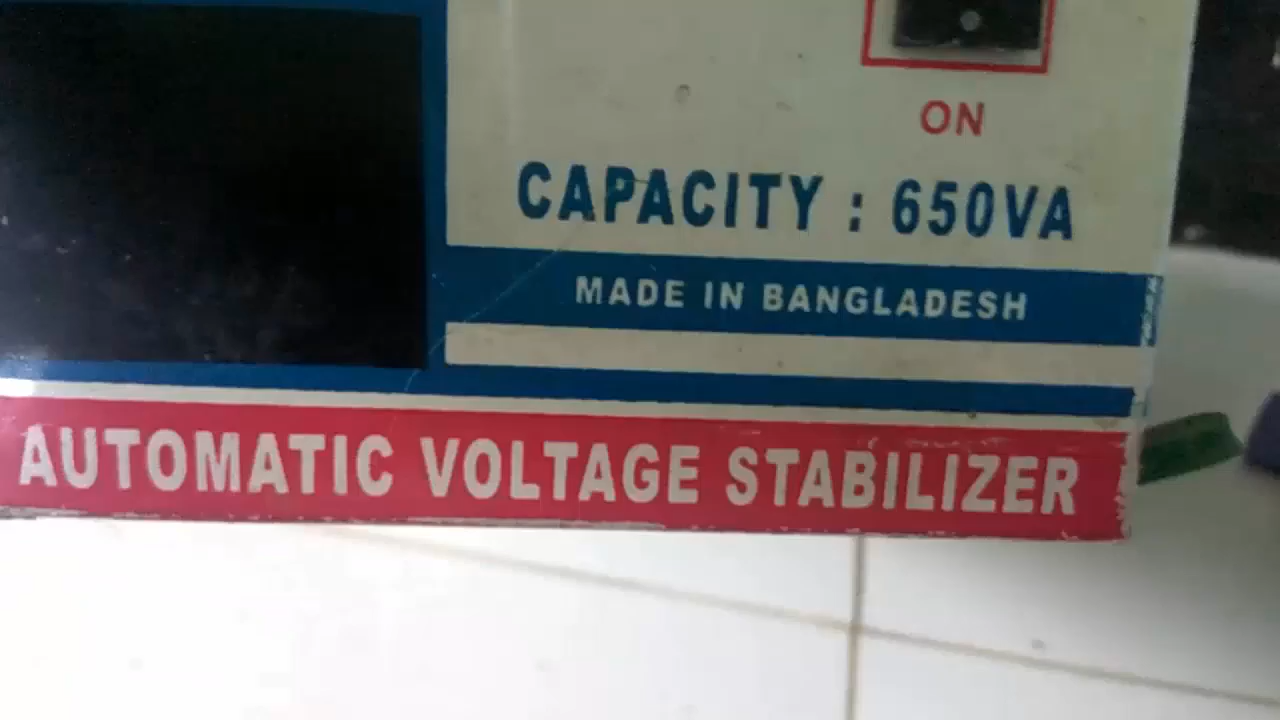 ON
CAPACITY : 650VA
MADE IN BANGLADESH
AUTOMATIC VOLTAGE STABILIZER